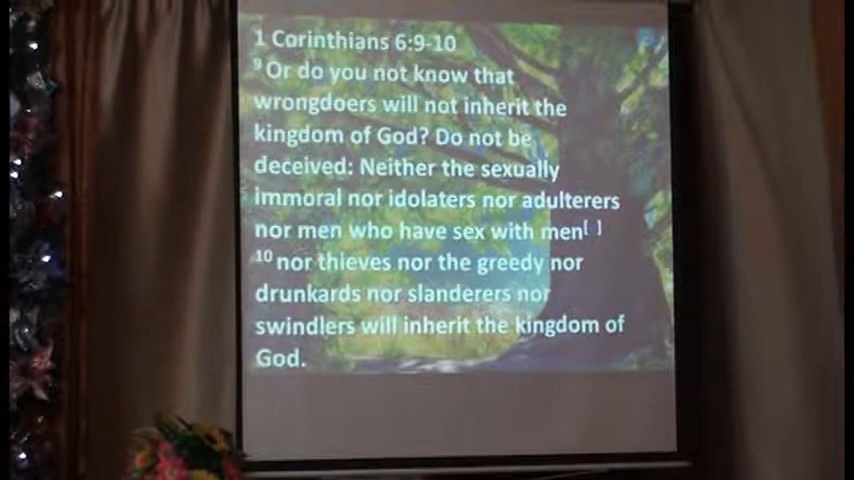 1 Corinthians 6:9-10
9 Or do you not know that
wrongdoers will not inherit the
kingdom of God? Do not be
deceived: Neither the sexually
immoral nor idolaters nor adulterers
nor men who have sex with men[ ]
10 nor thieves nor the greedy nor
drunkards nor slanderers nor
swindlers will inherit the kingdom of
God.